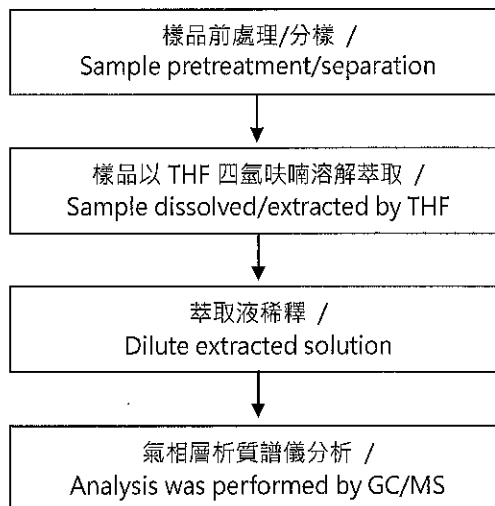 樣品前處理/分樣 /
Sample pretreatment/separation
樣品以 THF 四氫呋喃溶解萃取 /
Sample dissolved/extracted by THF
萃取液稀釋 /
Dilute extracted solution
氣相層析質譜儀分析 /
Analysis was performed by GC/MS